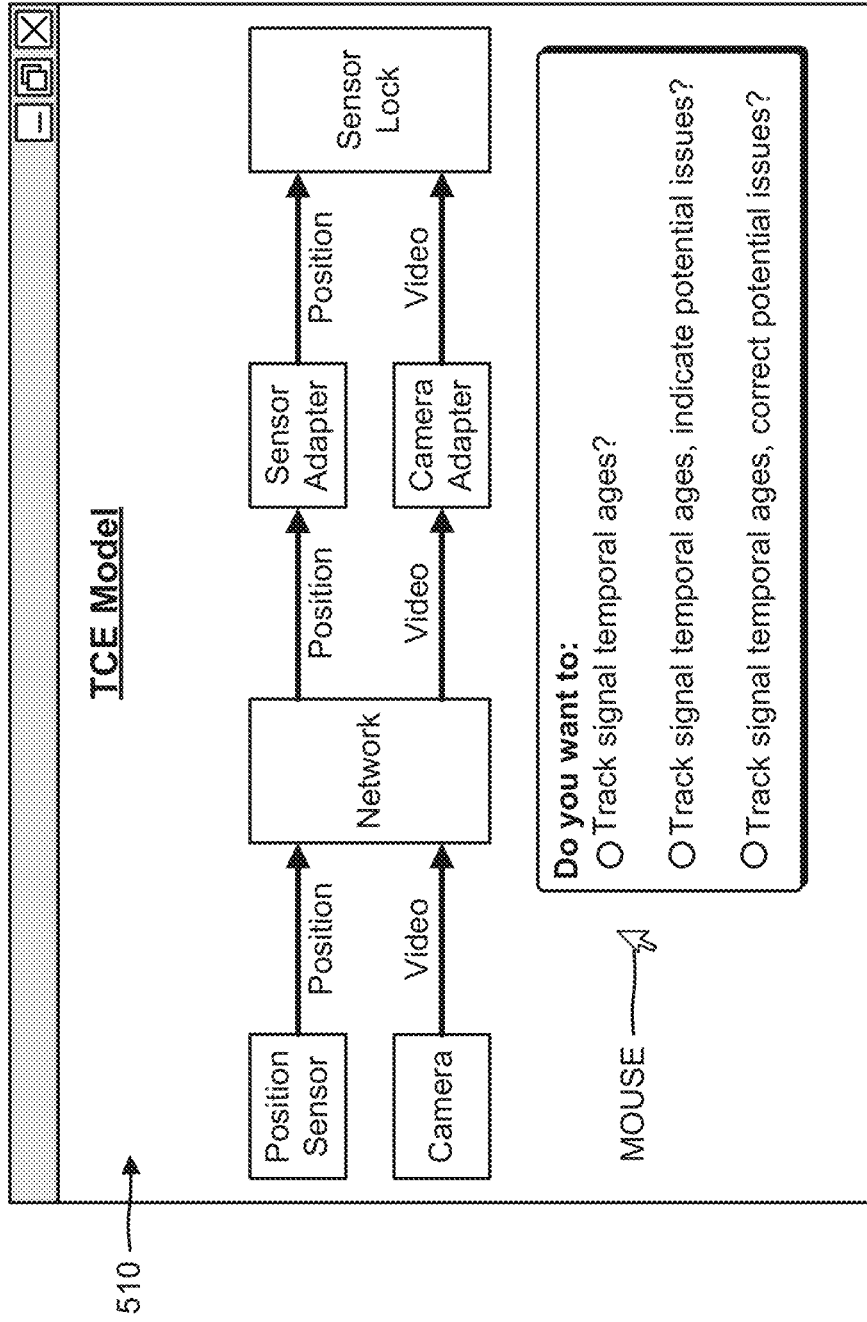 510
TCE Model
Position
Sensor
Position
Network
Position
Sensor
Adapter
Position
Sensor
Lock
Camera
Video
Video
Camera
Adapter
Video
MOUSE
Do you want to:
Track signal temporal ages?
Track signal temporal ages, indicate potential issues?
Track signal temporal ages, correct potential issues?